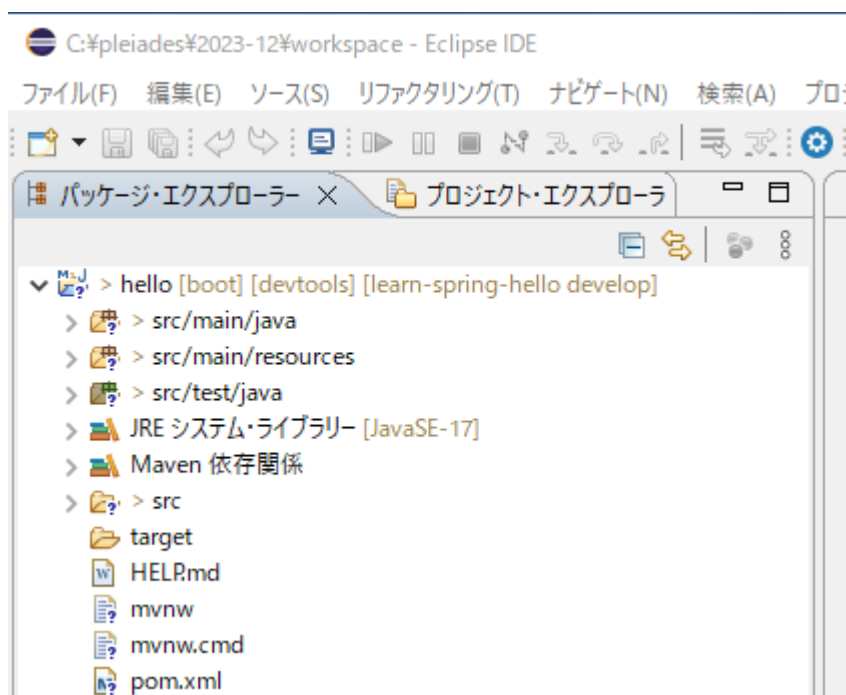 C:¥pleiades¥2023-12¥workspace - Eclipse IDE
ファイル(F) 編集(E) ソース(S) リファクタリング(T) ナビゲート(N) 検索(A) プロ
パッケージ・エクスプローラー プロジェクト・エクスプローラ
> hello [boot] [devtools] [learn-spring-hello develop]
> src/main/java
> src/main/resources
> src/test/java
JRE システム・ライブラリー [JavaSE-17]
Maven 依存関係
> src
target
HELP.md
mvnw
mvnw.cmd
pom.xml